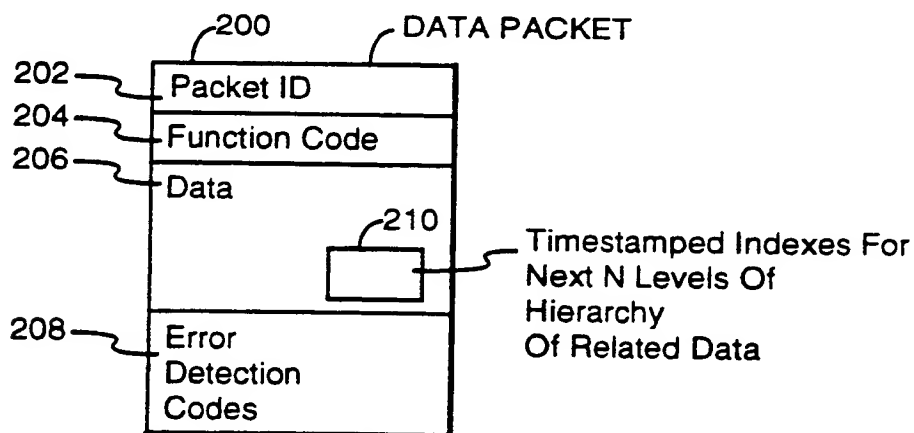 200 DATA PACKET
202 Packet ID
204 Function Code
206 Data
210
Timestamped Indexes For
Next N Levels Of
Hierarchy
Of Related Data
208 Error
Detection
Codes